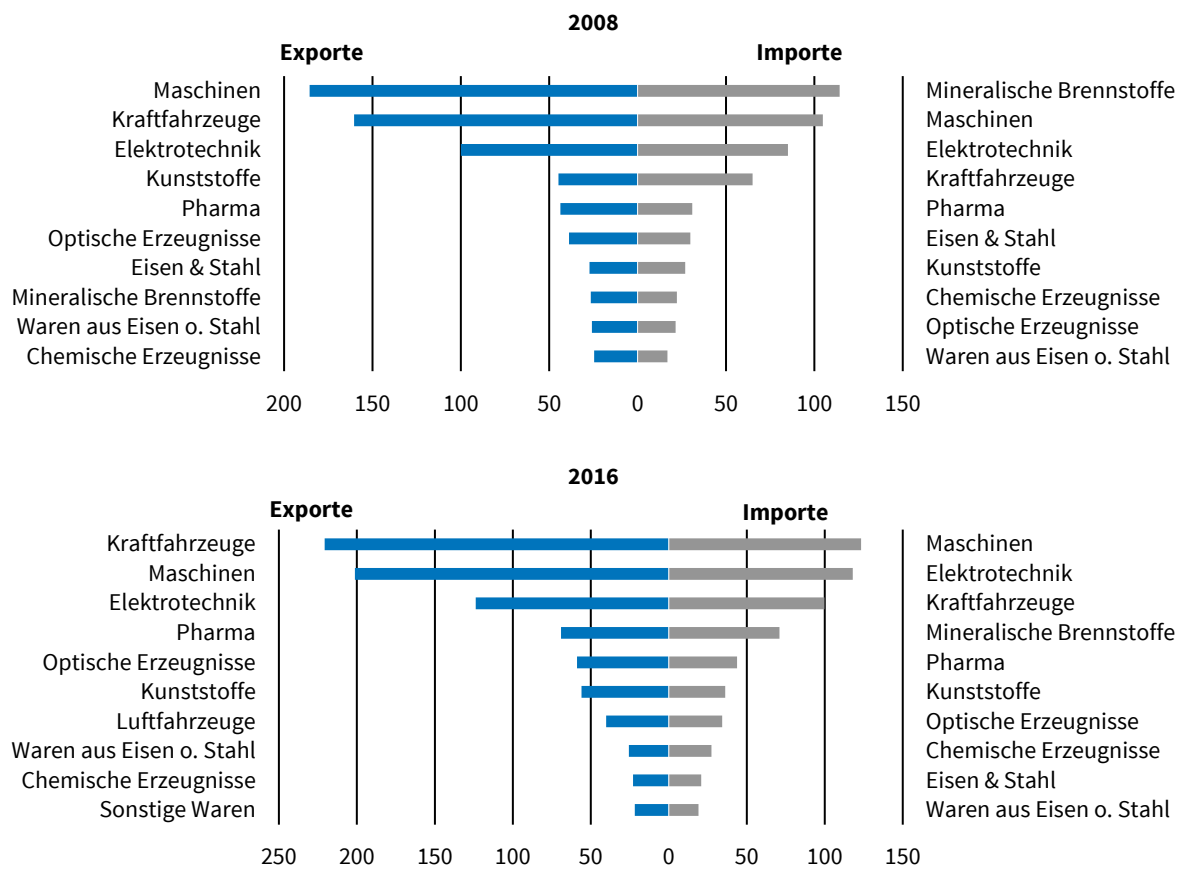 2008
Exporte Importe
Maschinen Mineralische Brennstoffe
Kraftfahrzeuge Maschinen
Elektrotechnik Elektrotechnik
Kunststoffe Kraftfahrzeuge
Pharma Pharma
Optische Erzeugnisse Eisen & Stahl
Eisen & Stahl Kunststoffe
Mineralische Brennstoffe Chemische Erzeugnisse
Waren aus Eisen o. Stahl Optische Erzeugnisse
Chemische Erzeugnisse Waren aus Eisen o. Stahl
200 150 100 50 0 50 100 150
2016
Exporte Importe
Kraftfahrzeuge Maschinen
Maschinen Elektrotechnik
Elektrotechnik Kraftfahrzeuge
Pharma Mineralische Brennstoffe
Optische Erzeugnisse Pharma
Kunststoffe Kunststoffe
Luftfahrzeuge Optische Erzeugnisse
Waren aus Eisen o. Stahl Chemische Erzeugnisse
Chemische Erzeugnisse Eisen & Stahl
Sonstige Waren Waren aus Eisen o. Stahl
250 200 150 100 50 0 50 100 150